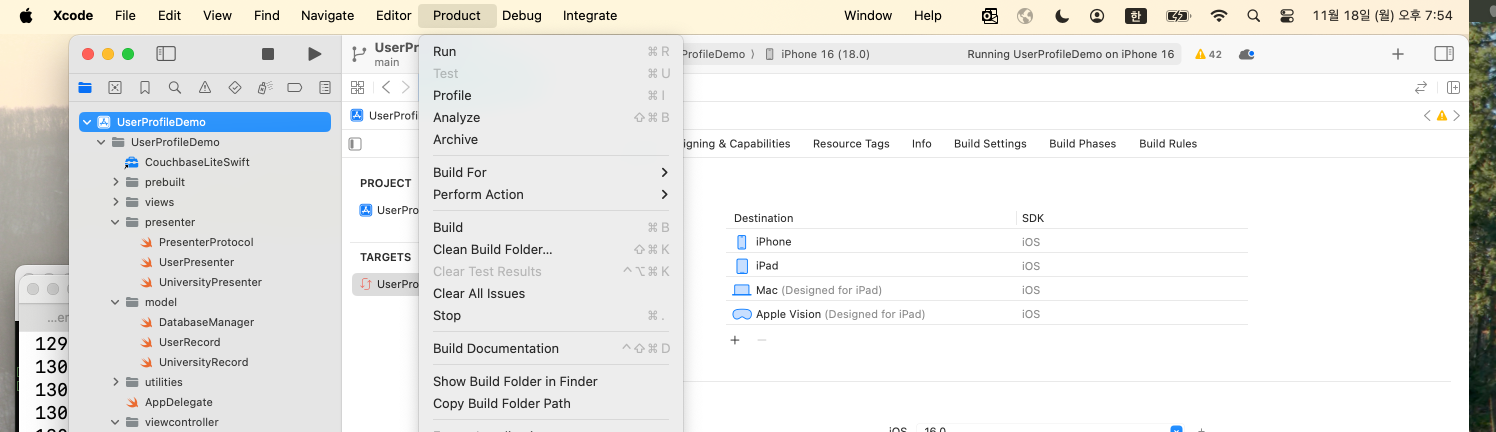 Xcode File Edit View Find Navigate Editor Product Debug Integrate Window Help 한 11월 18일 (월) 오후 7:54
main
ProfileDemo 〉 iPhone 16 (18.0) Running UserProfileDemo on iPhone 16 42
UserProfileDemo
UserProfileDemo
CouchbaseLiteSwift
prebuilt
views
presenter
PresenterProtocol
UserPresenter
UniversityPresenter
model
DatabaseManager
UserRecord
UniversityRecord
utilities
AppDelegate
viewcontroller
...er
129
130
130
130
PROJECT
UserPro
TARGETS
UserPro
Run ⌘ R
Test ⌘ U
Profile ⌘ I
Analyze ⇧ ⌘ B
Archive
Build For
Perform Action
Build ⌘ B
Clean Build Folder... ⇧ ⌘ K
Clear Test Results ^ ⌥ ⌘ K
Clear All Issues
Stop ⌘ .
Build Documentation ^ ⇧ ⌘ D
Show Build Folder in Finder
Copy Build Folder Path
igning & Capabilities Resource Tags Info Build Settings Build Phases Build Rules
Destination SDK
iPhone iOS
iPad iOS
Mac (Designed for iPad) iOS
Apple Vision (Designed for iPad) iOS
iOS 16.0